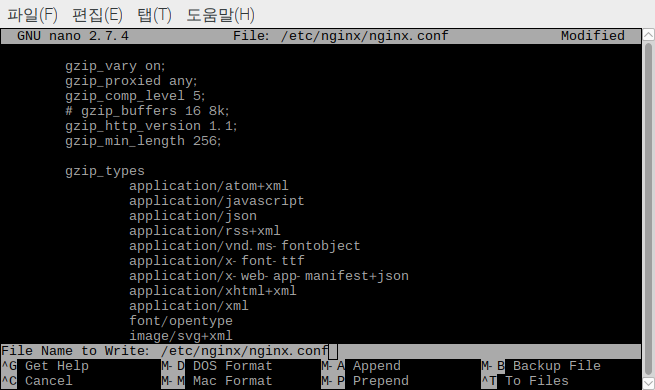 파일(F) 편집(E) 탭(T) 도움말(H)
GNU nano 2.7.4 File: /etc/nginx/nginx.conf Modified
gzip_vary on;
gzip_proxied any;
gzip_comp_level 5;
# gzip_buffers 16 8k;
gzip_http_version 1.1;
gzip_min_length 256;
gzip_types
application/atom+xml
application/javascript
application/json
application/rss+xml
application/vnd.ms-fontobject
application/x-font-ttf
application/x-web-app-manifest+json
application/xhtml+xml
application/xml
font/opentype
image/svg+xml
File Name to Write: /etc/nginx/nginx.conf
^G Get Help M-D DOS Format M-A Append M-B Backup File
^C Cancel M-M Mac Format M-P Prepend ^T To Files